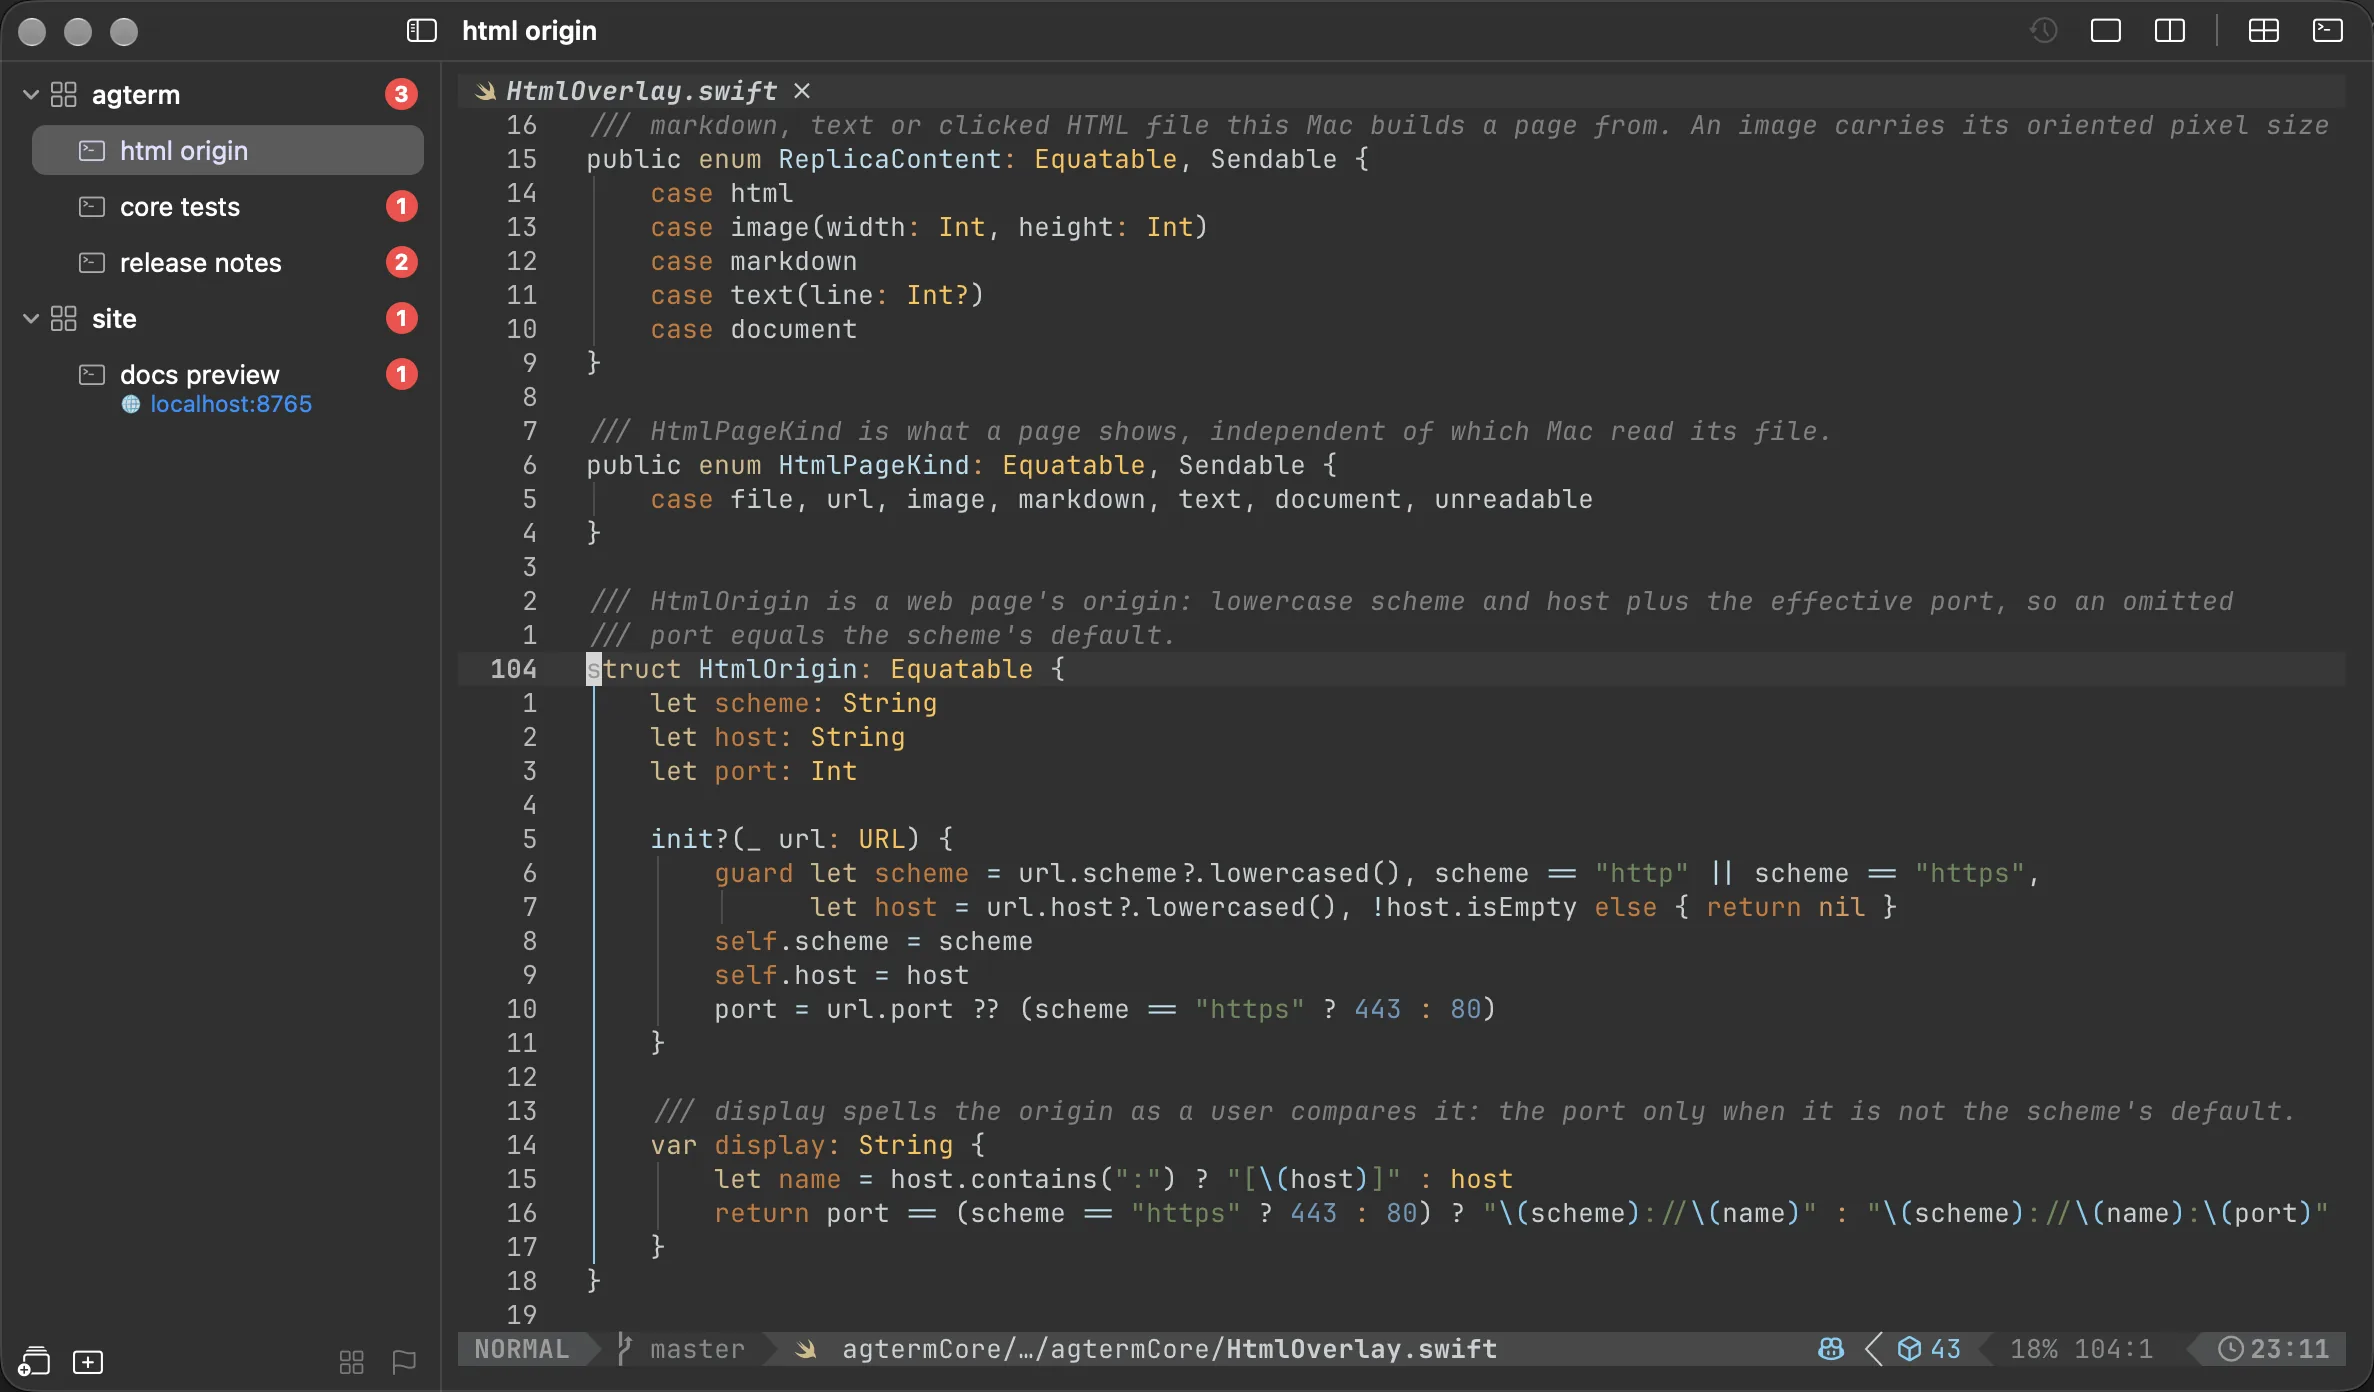 html origin
agterm 3
html origin
core tests 1
release notes 2
site 1
docs preview 1
localhost:8765
HtmlOverlay.swift ×
16 /// markdown, text or clicked HTML file this Mac builds a page from. An image carries its oriented pixel size
15 public enum ReplicaContent: Equatable, Sendable {
14 case html
13 case image(width: Int, height: Int)
12 case markdown
11 case text(line: Int?)
10 case document
9 }
8
7 /// HtmlPageKind is what a page shows, independent of which Mac read its file.
6 public enum HtmlPageKind: Equatable, Sendable {
5 case file, url, image, markdown, text, document, unreadable
4 }
3
2 /// HtmlOrigin is a web page's origin: lowercase scheme and host plus the effective port, so an omitted
1 /// port equals the scheme's default.
104 struct HtmlOrigin: Equatable {
1 let scheme: String
2 let host: String
3 let port: Int
4
5 init?(_ url: URL) {
6 guard let scheme = url.scheme?.lowercased(), scheme == "http" || scheme == "https",
7 let host = url.host?.lowercased(), !host.isEmpty else { return nil }
8 self.scheme = scheme
9 self.host = host
10 port = url.port ?? (scheme == "https" ? 443 : 80)
11 }
12
13 /// display spells the origin as a user compares it: the port only when it is not the scheme's default.
14 var display: String {
15 let name = host.contains(":") ? "[\(host)]" : host
16 return port == (scheme == "https" ? 443 : 80) ? "\(scheme)://\(name)" : "\(scheme)://\(name):\(port)"
17 }
18 }
19
NORMAL master agtermCore/…/agtermCore/HtmlOverlay.swift 43 18% 104:1 23:11